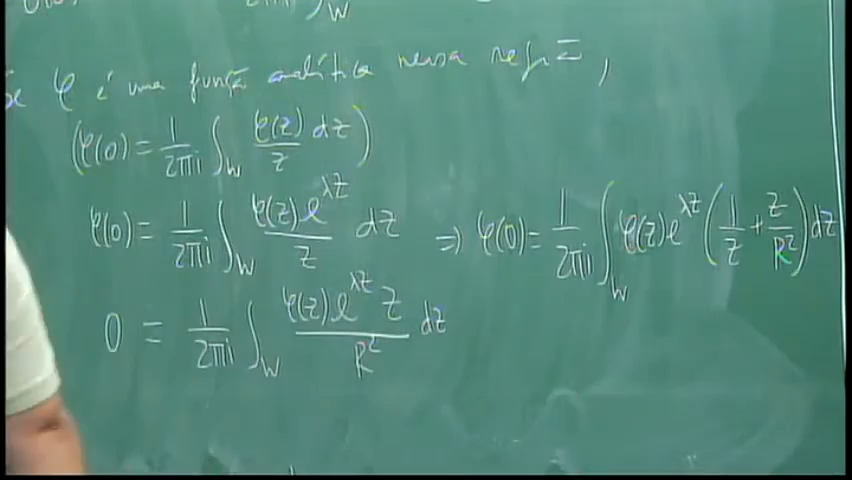 Se φ é uma função analítica nessa região,
(φ(0) = 1/2πi ∫_W φ(z)/z dz)
φ(0) = 1/2πi ∫_W φ(z)e^{λz}/z dz ⇒ φ(0) = 1/2πi ∫_W φ(z)e^{λz} (1/z + z/R²) dz
0 = 1/2πi ∫_W φ(z)e^{λz} z/R² dz